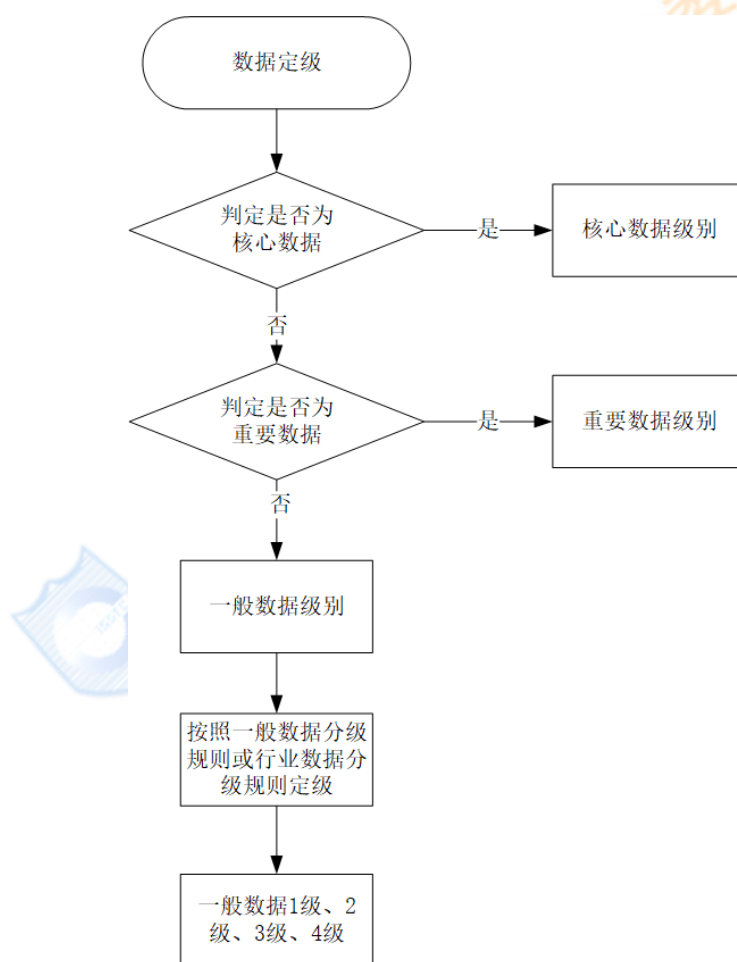 数据定级
判定是否为
核心数据
是
核心数据级别
否
判定是否为
重要数据
是
重要数据级别
否
一般数据级别
按照一般数据分级
规则或行业数据分
级规则定级
一般数据1级、2
级、3级、4级